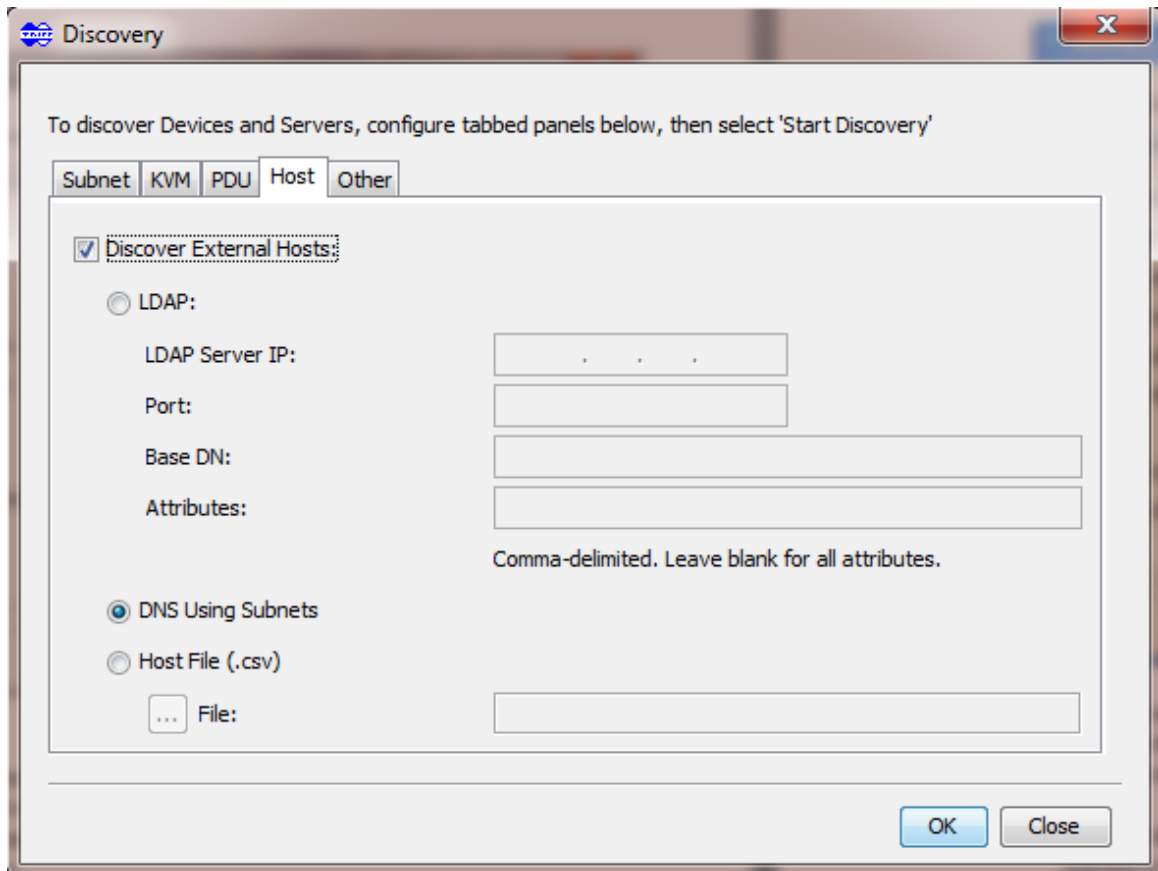 Discovery
To discover Devices and Servers, configure tabbed panels below, then select 'Start Discovery'
Subnet KVM PDU Host Other
Discover External Hosts:
LDAP:
LDAP Server IP: . . .
Port:
Base DN:
Attributes:
Comma-delimited. Leave blank for all attributes.
DNS Using Subnets
Host File (.csv)
... File:
OK Close